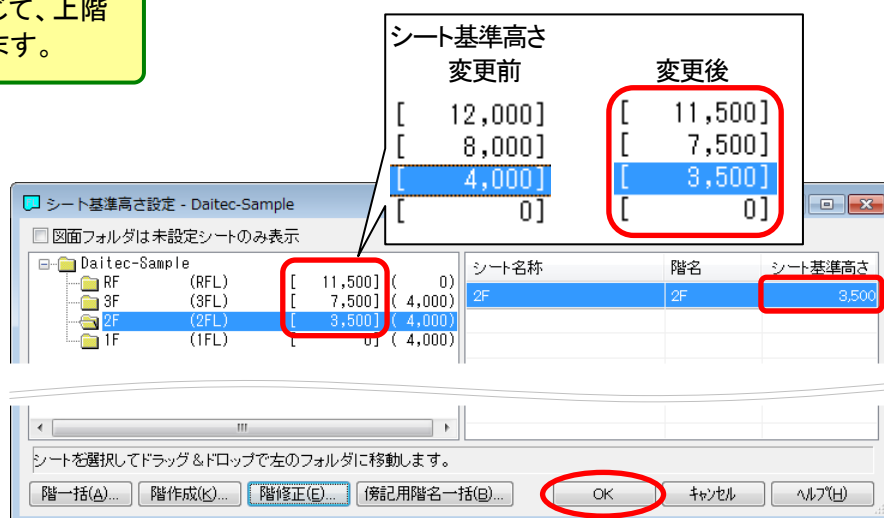 じて、上階
ます。
シート基準高さ
変更前 変更後
[ 12,000] [ 11,500]
[ 8,000] [ 7,500]
[ 4,000] [ 3,500]
[ 0] [ 0]
シート基準高さ設定 - Daitec-Sample
図面フォルダは未設定シートのみ表示
Daitec-Sample
RF (RFL) [ 11,500] ( 0)
3F (3FL) [ 7,500] ( 4,000)
2F (2FL) [ 3,500] ( 4,000)
1F (1FL) [ 0] ( 4,000)
シート名称 階名 シート基準高さ
2F 2F 3,500
シートを選択してドラッグ&ドロップで左のフォルダに移動します。
階一括(A)... 階作成(K)... 階修正(E)... 傍記用階名一括(B)... OK キャンセル ヘルプ(H)